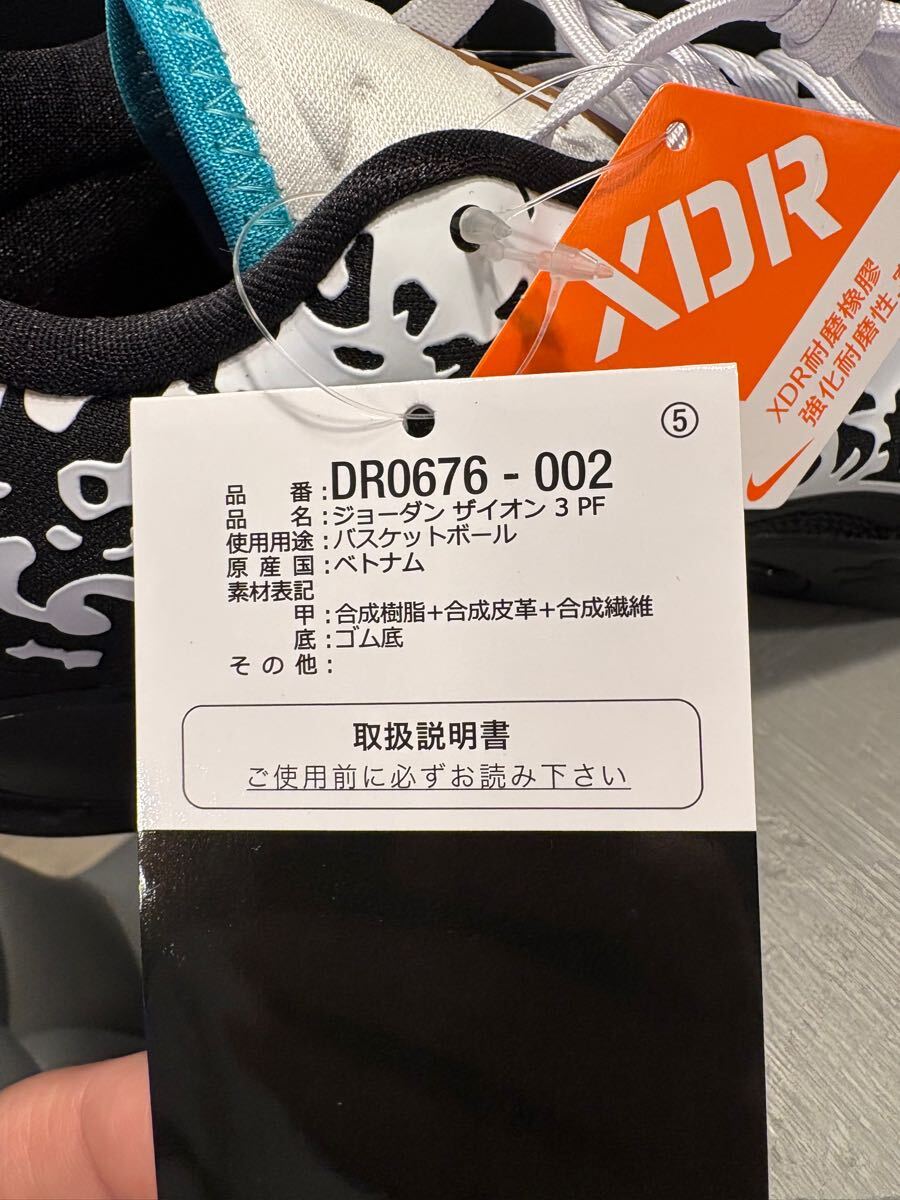 XDR
XDR耐磨橡膠
強化耐磨性
⑤
品番:DR0676-002
品名:ジョーダン ザイオン 3 PF
使用用途:バスケットボール
原産国:ベトナム
素材表記
甲:合成樹脂+合成皮革+合成繊維
底:ゴム底
その他:
取扱説明書
ご使用前に必ずお読み下さい